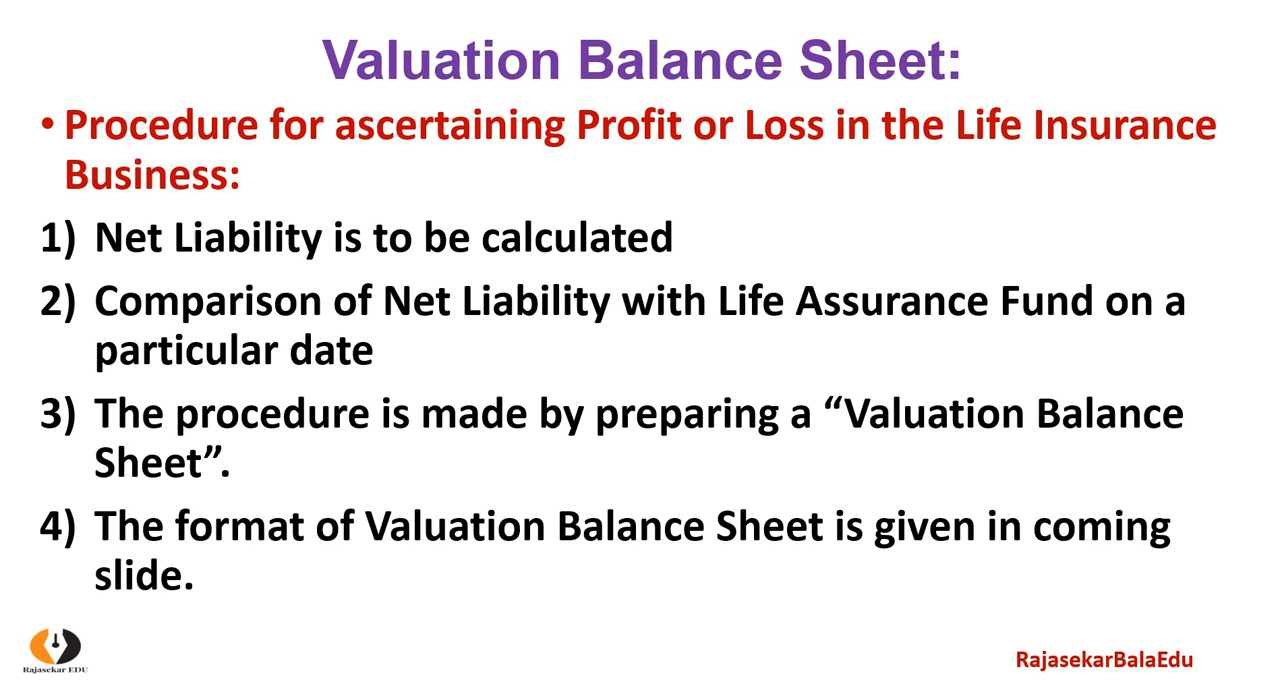 Valuation Balance Sheet:
• Procedure for ascertaining Profit or Loss in the Life Insurance
Business:
1) Net Liability is to be calculated
2) Comparison of Net Liability with Life Assurance Fund on a
particular date
3) The procedure is made by preparing a “Valuation Balance
Sheet”.
4) The format of Valuation Balance Sheet is given in coming
slide.
Rajasekar EDU
RajasekarBalaEdu